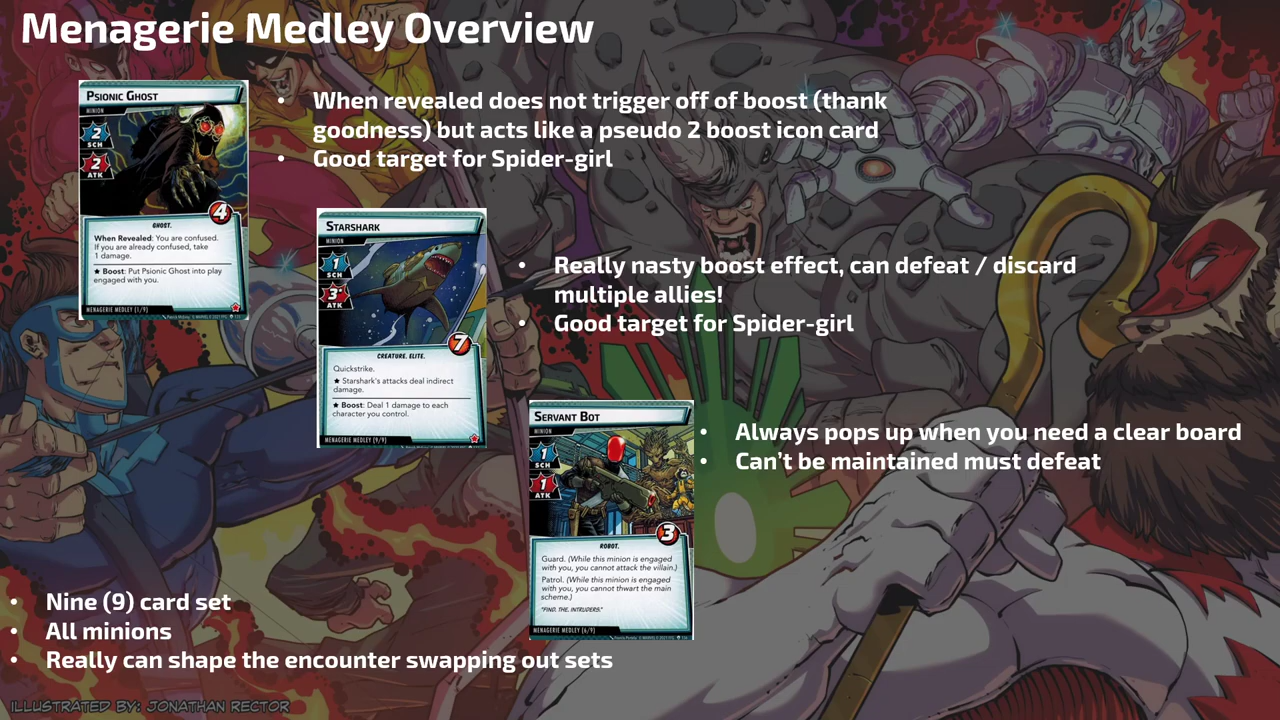 Menagerie Medley Overview
PSIONIC GHOST
MINION
2
SCH
2
ATK
4
GHOST.
When Revealed: You are confused.
If you are already confused, take
1 damage.
★ Boost: Put Psionic Ghost into play
engaged with you.
MENAGERIE MEDLEY (1/9)
• When revealed does not trigger off of boost (thank
goodness) but acts like a pseudo 2 boost icon card
• Good target for Spider-girl
STARSHARK
MINION
1
SCH
3*
ATK
7
CREATURE. ELITE.
Quickstrike.
★ Starshark's attacks deal indirect
damage.
★ Boost: Deal 1 damage to each
character you control.
MENAGERIE MEDLEY (9/9)
• Really nasty boost effect, can defeat / discard
multiple allies!
• Good target for Spider-girl
SERVANT BOT
MINION
1
SCH
1
ATK
3
ROBOT.
Guard. (While this minion is engaged
with you, you cannot attack the villain.)
Patrol. (While this minion is engaged
with you, you cannot thwart the main
scheme.)
"FIND. THE. INTRUDERS."
MENAGERIE MEDLEY (6/9)
• Always pops up when you need a clear board
• Can't be maintained must defeat
• Nine (9) card set
• All minions
• Really can shape the encounter swapping out sets
ILLUSTRATED BY: JONATHAN RECTOR